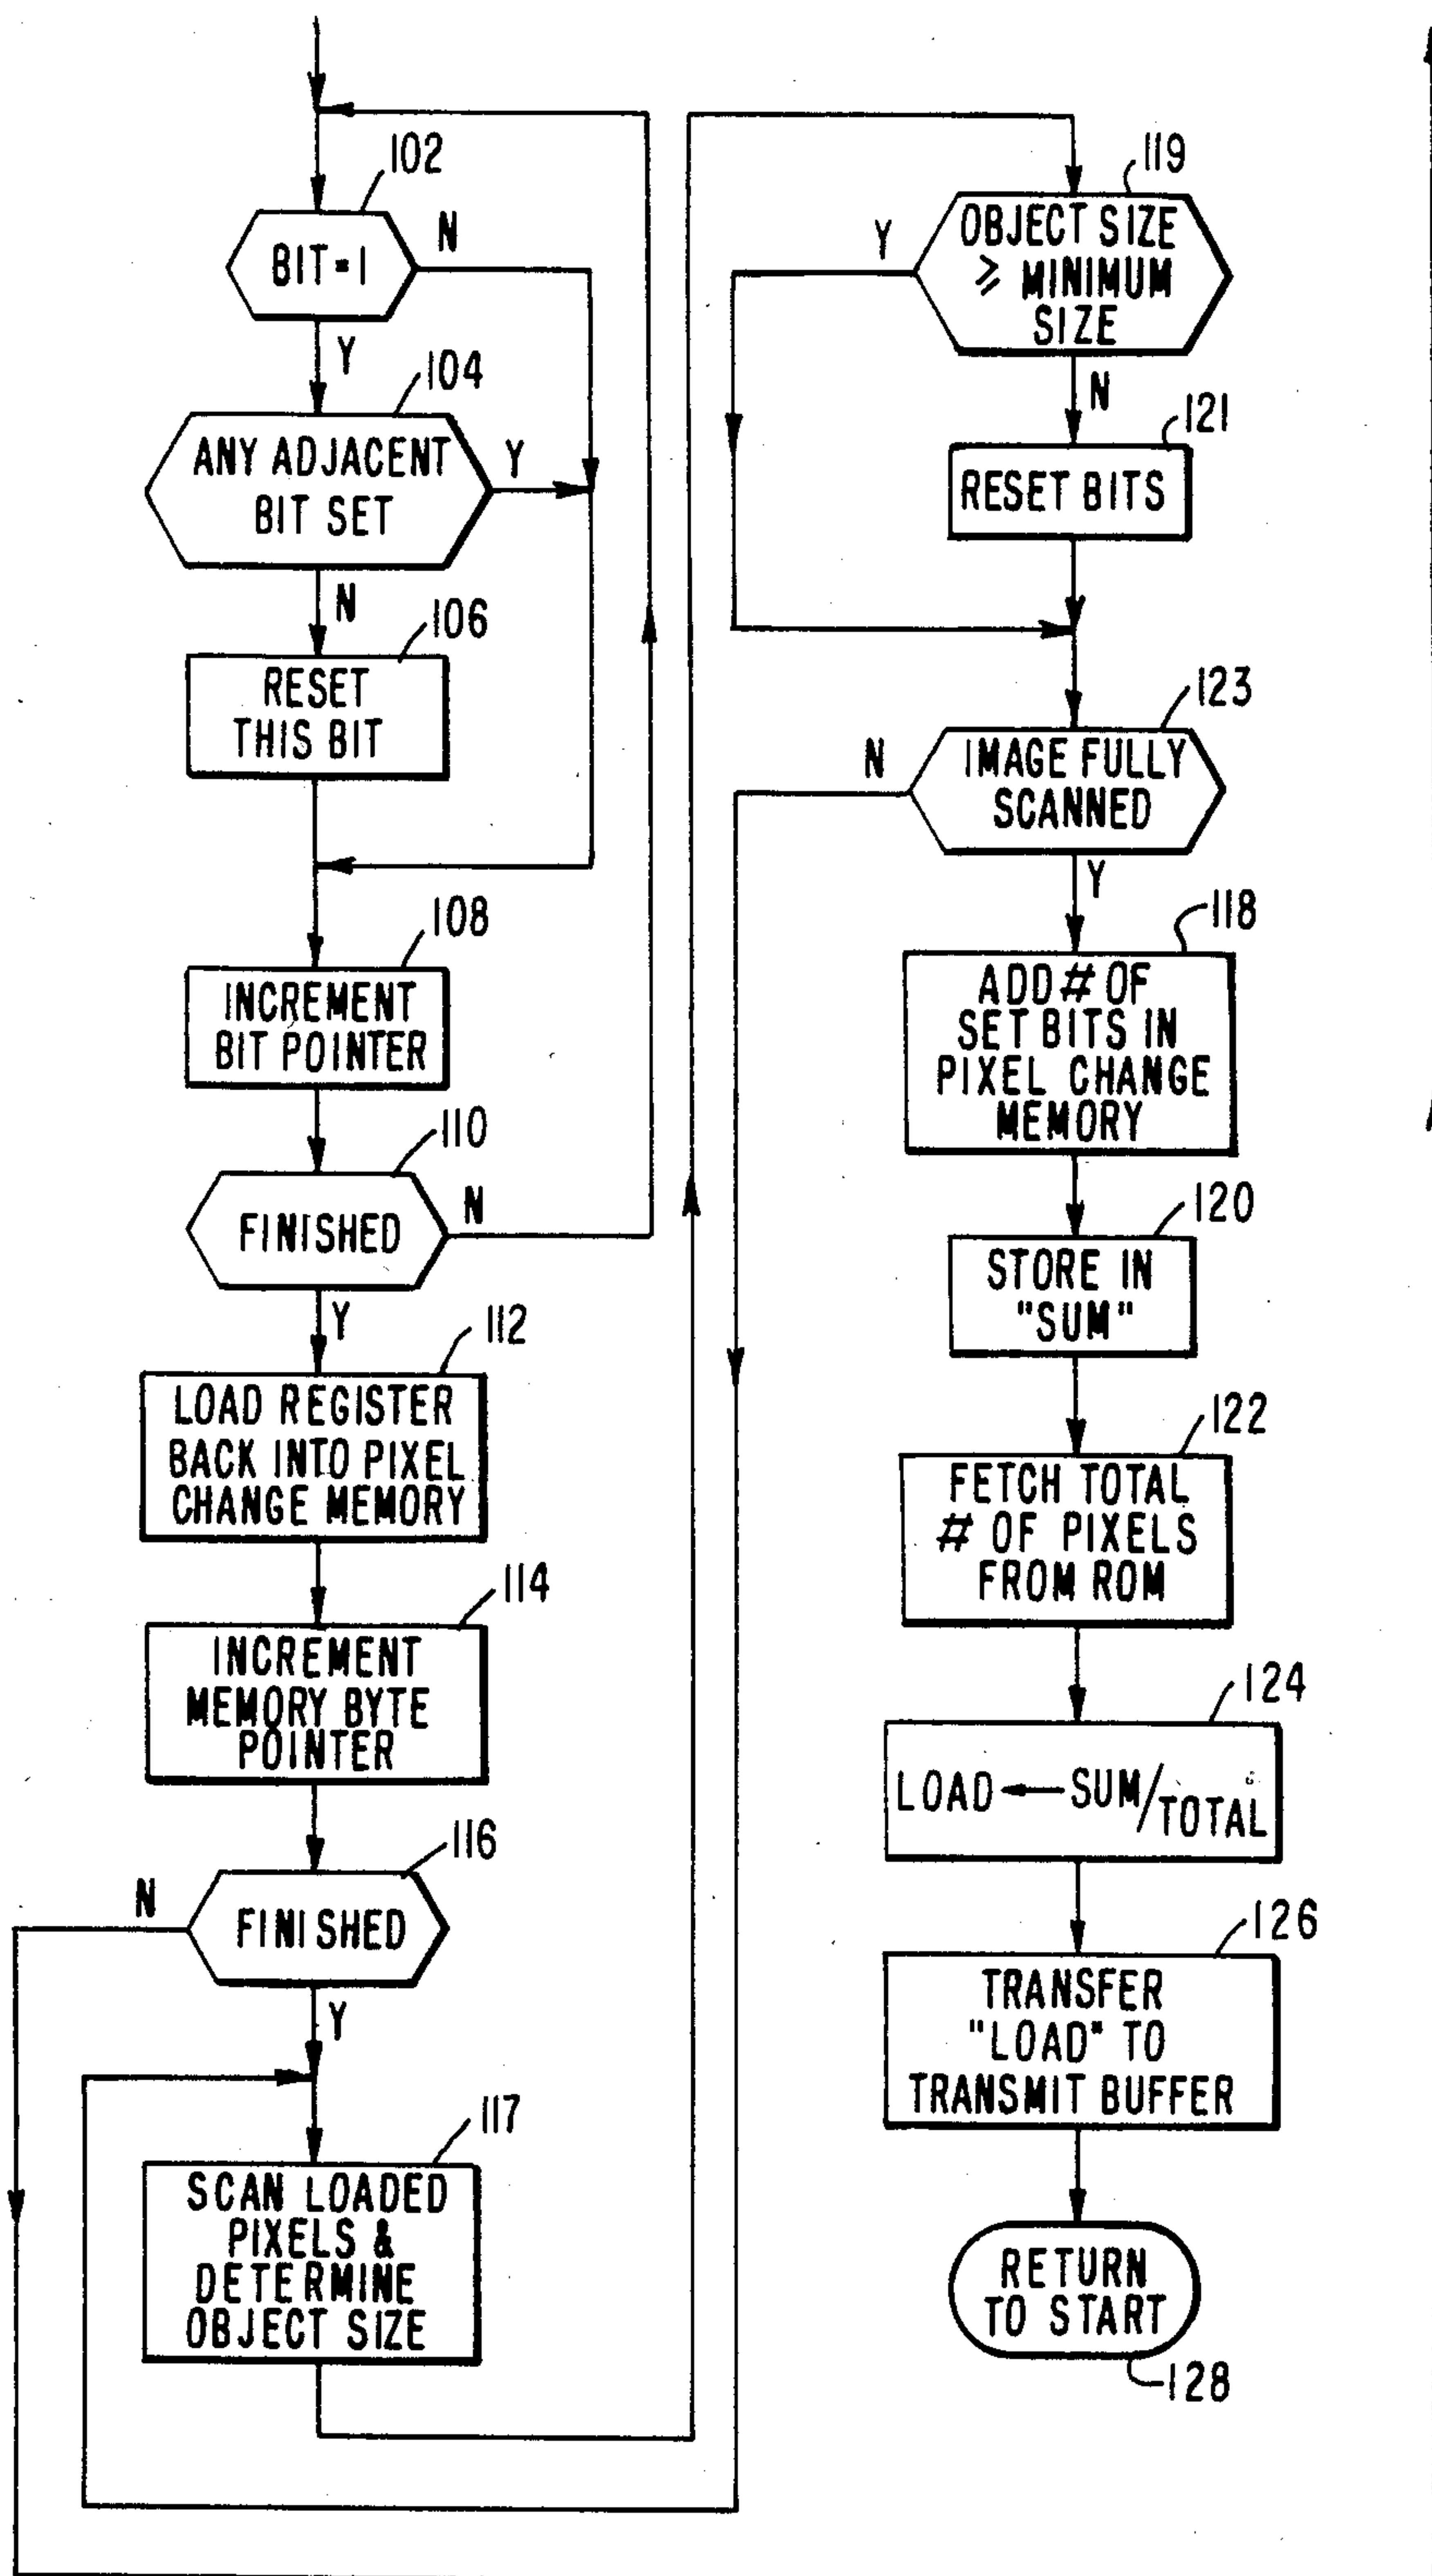 102
BIT=1
N
Y
104
ANY ADJACENT
BIT SET
Y
N
106
RESET
THIS BIT
108
INCREMENT
BIT POINTER
110
FINISHED
N
Y
112
LOAD REGISTER
BACK INTO PIXEL
CHANGE MEMORY
114
INCREMENT
MEMORY BYTE
POINTER
116
N
FINISHED
Y
117
SCAN LOADED
PIXELS &
DETERMINE
OBJECT SIZE
119
Y
OBJECT SIZE
≥ MINIMUM
SIZE
N
121
RESET BITS
123
N
IMAGE FULLY
SCANNED
Y
118
ADD # OF
SET BITS IN
PIXEL CHANGE
MEMORY
120
STORE IN
"SUM"
122
FETCH TOTAL
# OF PIXELS
FROM ROM
124
LOAD ← SUM/TOTAL
126
TRANSFER
"LOAD" TO
TRANSMIT BUFFER
RETURN
TO START
128